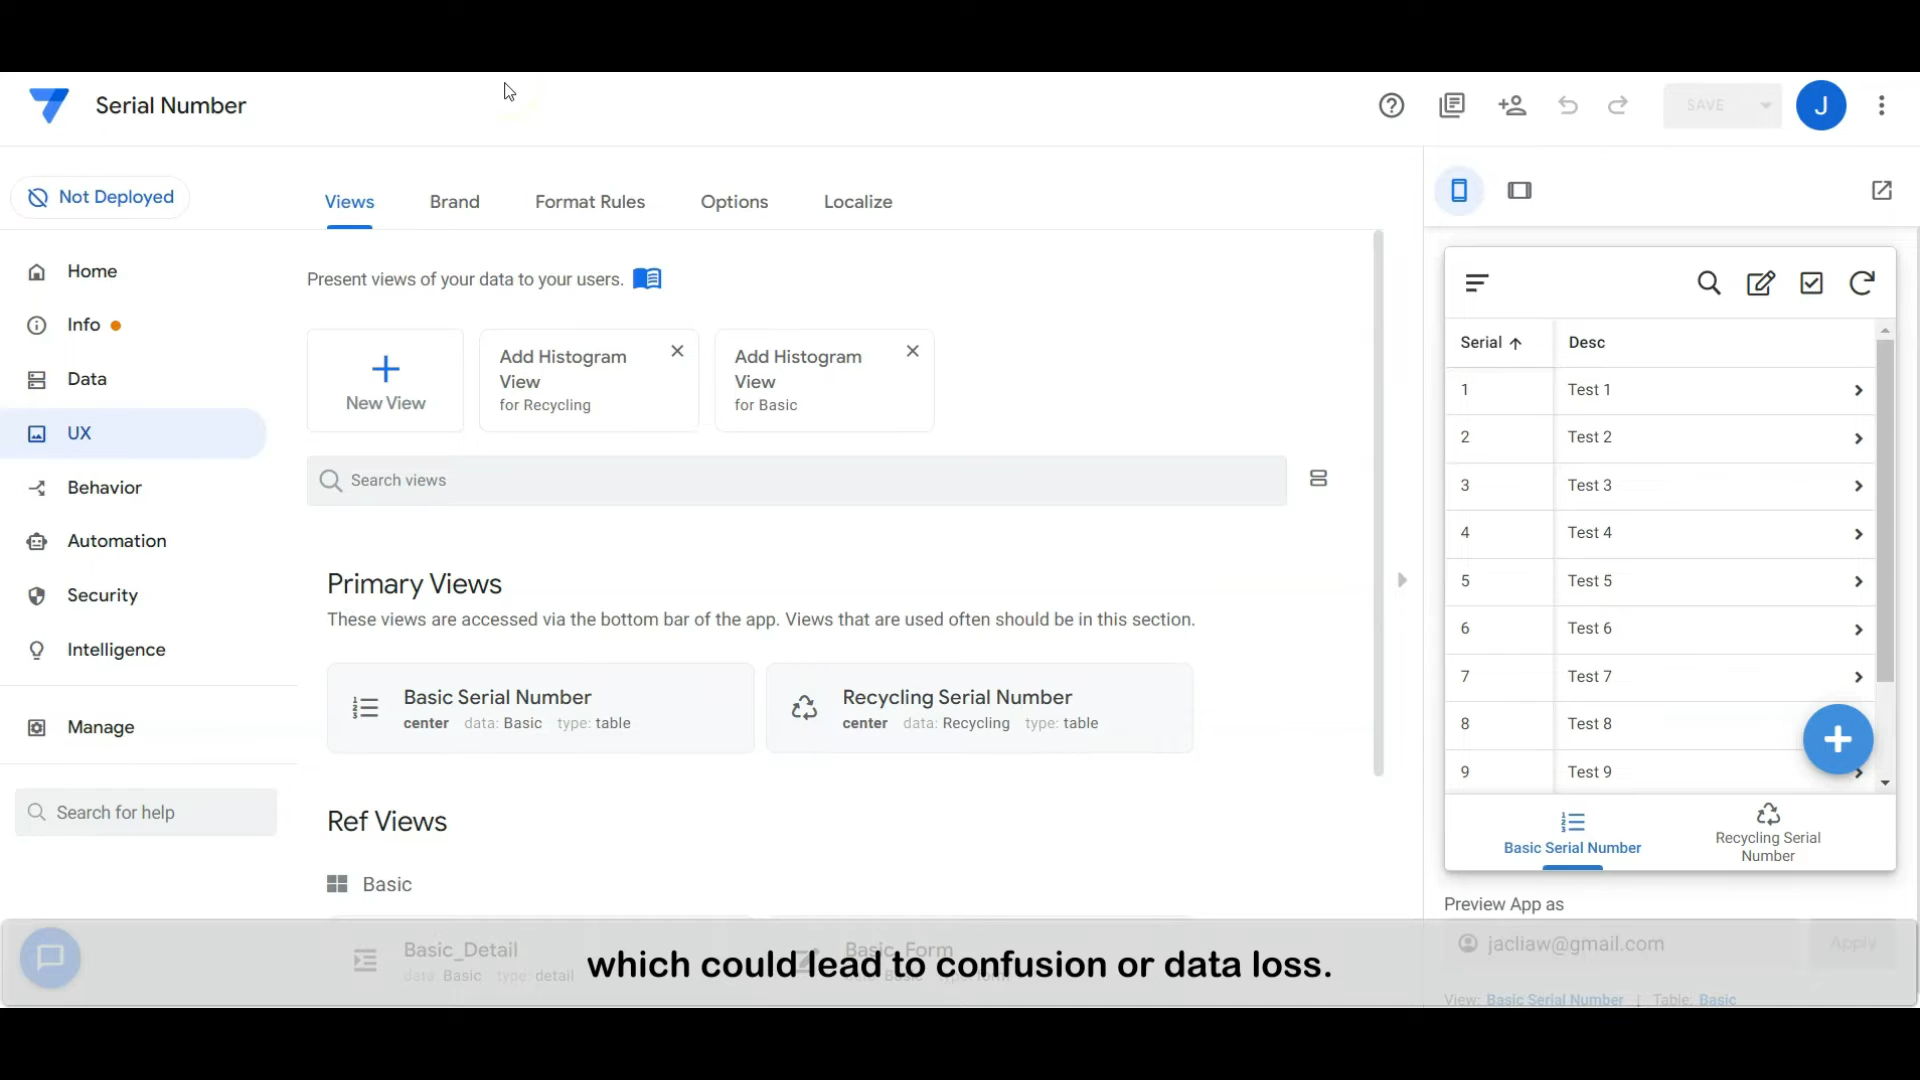 Serial Number
SAVE
J
Not Deployed
Home
Info
Data
UX
Behavior
Automation
Security
Intelligence
Manage
Search for help
Views
Brand
Format Rules
Options
Localize
Present views of your data to your users.
New View
Add Histogram
View
for Recycling
Add Histogram
View
for Basic
Search views
Primary Views
These views are accessed via the bottom bar of the app. Views that are used often should be in this section.
Basic Serial Number
center data: Basic type: table
Recycling Serial Number
center data: Recycling type: table
Ref Views
Basic
Basic_Detail
data: Basic type: detail
Basic_Form
which could lead to confusion or data loss.
Serial
Desc
1 Test 1
2 Test 2
3 Test 3
4 Test 4
5 Test 5
6 Test 6
7 Test 7
8 Test 8
9 Test 9
Basic Serial Number
Recycling Serial
Number
Preview App as
jacliaw@gmail.com
Apply
View: Basic Serial Number | Table: Basic